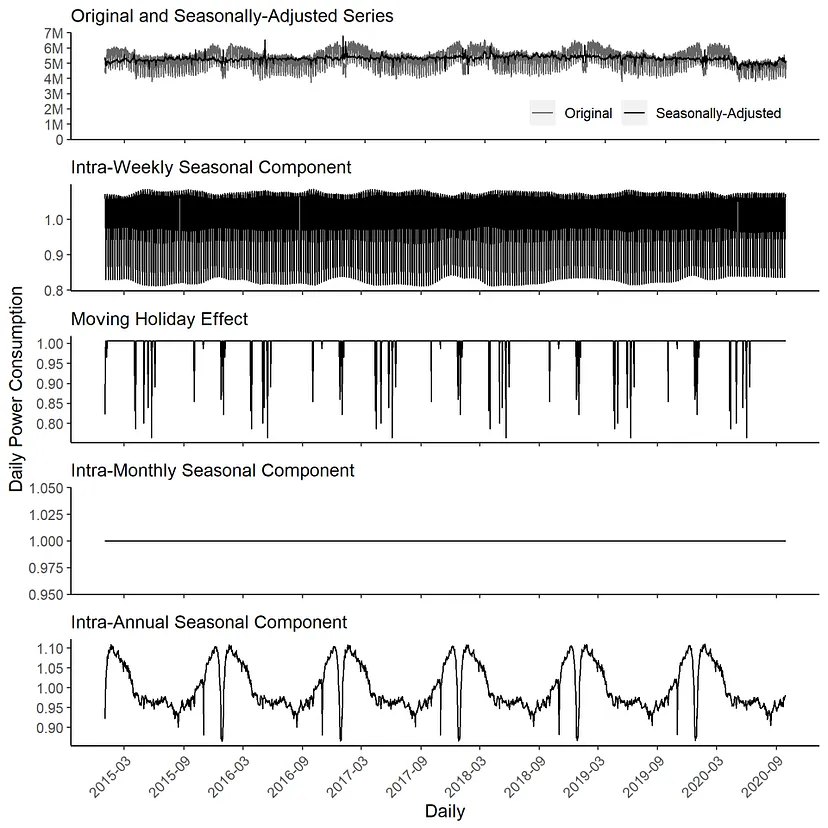 Original and Seasonally-Adjusted Series
7M
6M
5M
4M
3M
2M
1M
0
Original
Seasonally-Adjusted
Intra-Weekly Seasonal Component
1.0
0.9
0.8
Moving Holiday Effect
1.00
0.95
0.90
0.85
0.80
Daily Power Consumption
Intra-Monthly Seasonal Component
1.050
1.025
1.000
0.975
0.950
Intra-Annual Seasonal Component
1.10
1.05
1.00
0.95
0.90
2015-03
2015-09
2016-03
2016-09
2017-03
2017-09
2018-03
2018-09
2019-03
2019-09
2020-03
2020-09
Daily